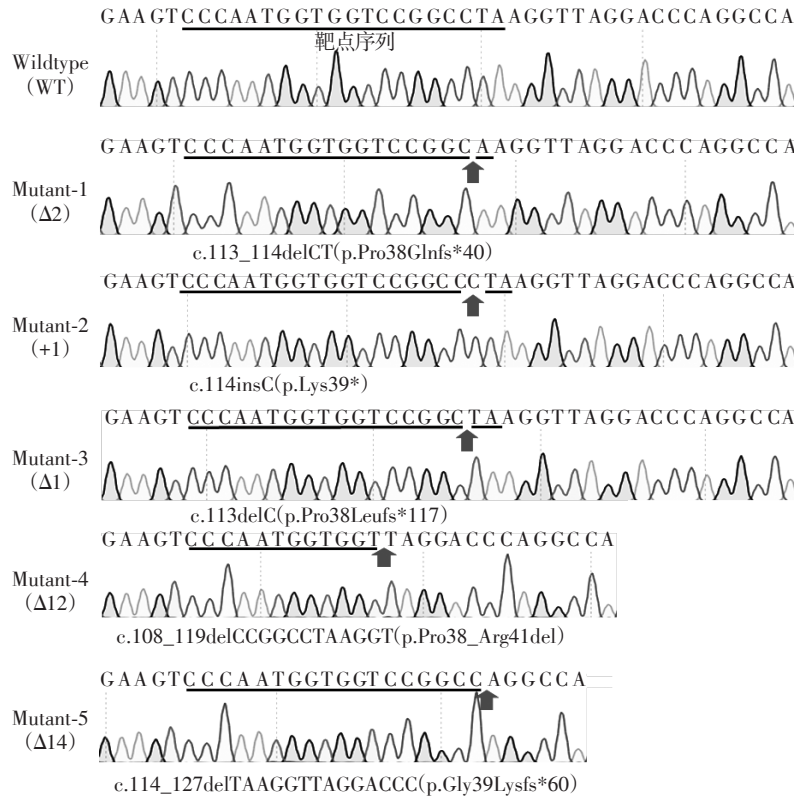 GAAGTCCCAATGGTGGTCCGGCCTAAGGTTAGGACCCAGGCCA
靶点序列
Wildtype
(WT)
GAAGTCCCAATGGTGGTCCGGCAAGGTTAGGACCCAGGCCA
Mutant-1
(Δ2)
c.113_114delCT(p.Pro38Glnfs*40)
GAAGTCCCAATGGTGGTCCGGCCCTAAGGTTAGGACCCAGGCCA
Mutant-2
(+1)
c.114insC(p.Lys39*)
GAAGTCCCAATGGTGGTCCGGCTAAGGTTAGGACCCAGGCCA
Mutant-3
(Δ1)
c.113delC(p.Pro38Leufs*117)
GAAGTCCCAATGGTGGTTAGGACCCAGGCCA
Mutant-4
(Δ12)
c.108_119delCCGGCCTAAGGT(p.Pro38_Arg41del)
GAAGTCCCAATGGTGGTCCGGCCAGGCCA
Mutant-5
(Δ14)
c.114_127delTAAGGTTAGGACCC(p.Gly39Lysfs*60)